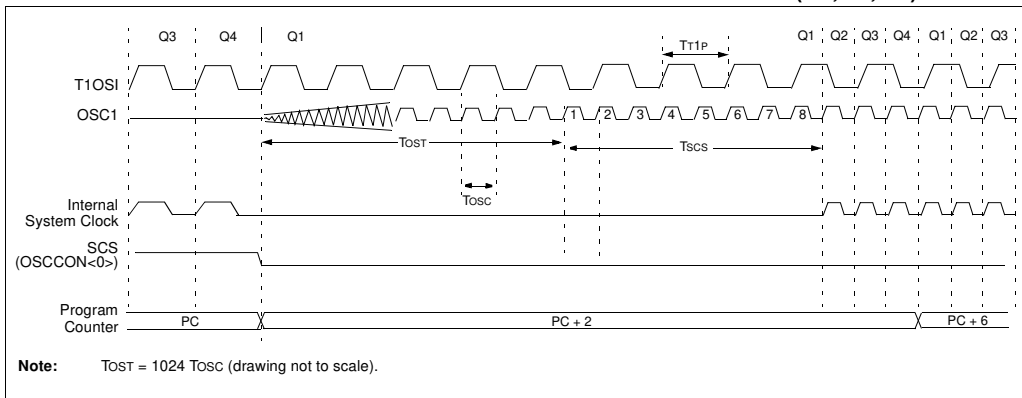 Q3 Q4 Q1 Q1 Q2 Q3 Q4 Q1 Q2 Q3
TT1P
T1OSI
OSC1
1 2 3 4 5 6 7 8
TOST
TSCS
TOSC
Internal
System Clock
SCS
(OSCCON<0>)
Program
Counter
PC PC + 2 PC + 6
Note: TOST = 1024 TOSC (drawing not to scale).